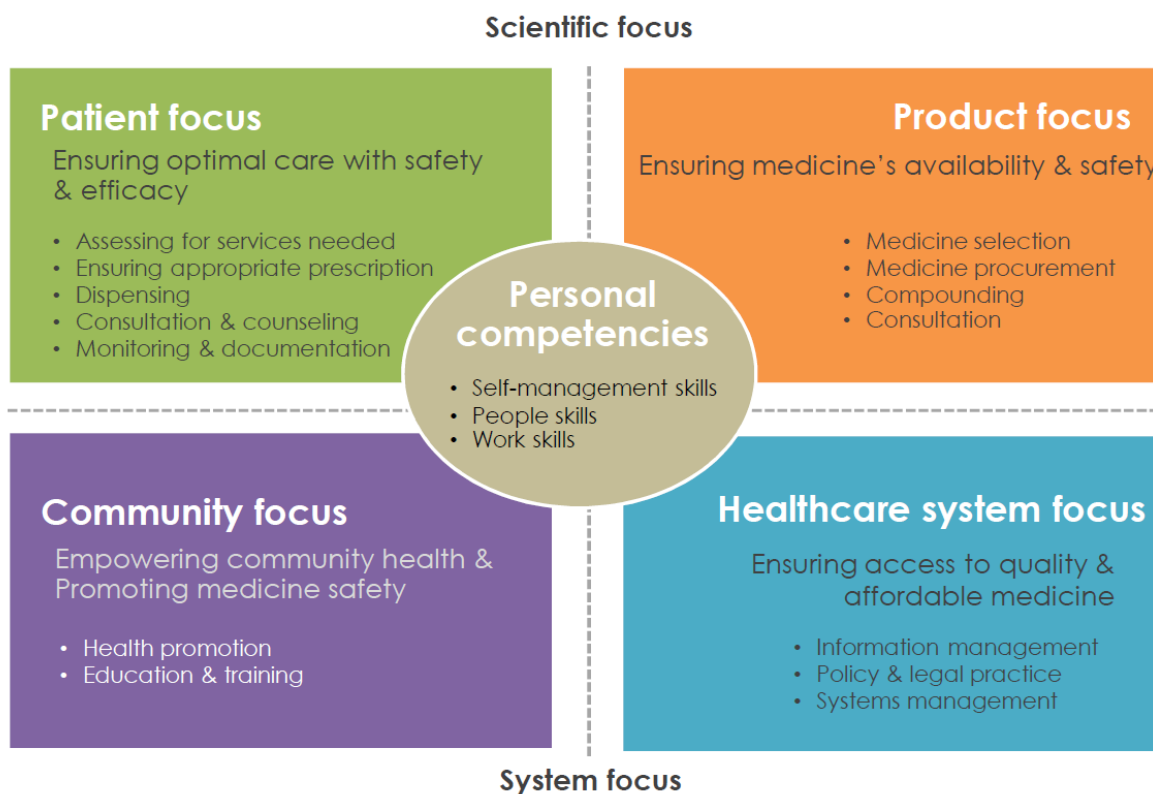 Scientific focus
Patient focus
Ensuring optimal care with safety
& efficacy
• Assessing for services needed
• Ensuring appropriate prescription
• Dispensing
• Consultation & counseling
• Monitoring & documentation
Product focus
Ensuring medicine’s availability & safety
• Medicine selection
• Medicine procurement
• Compounding
• Consultation
Personal
competencies
• Self-management skills
• People skills
• Work skills
Community focus
Empowering community health &
Promoting medicine safety
• Health promotion
• Education & training
Healthcare system focus
Ensuring access to quality &
affordable medicine
• Information management
• Policy & legal practice
• Systems management
System focus